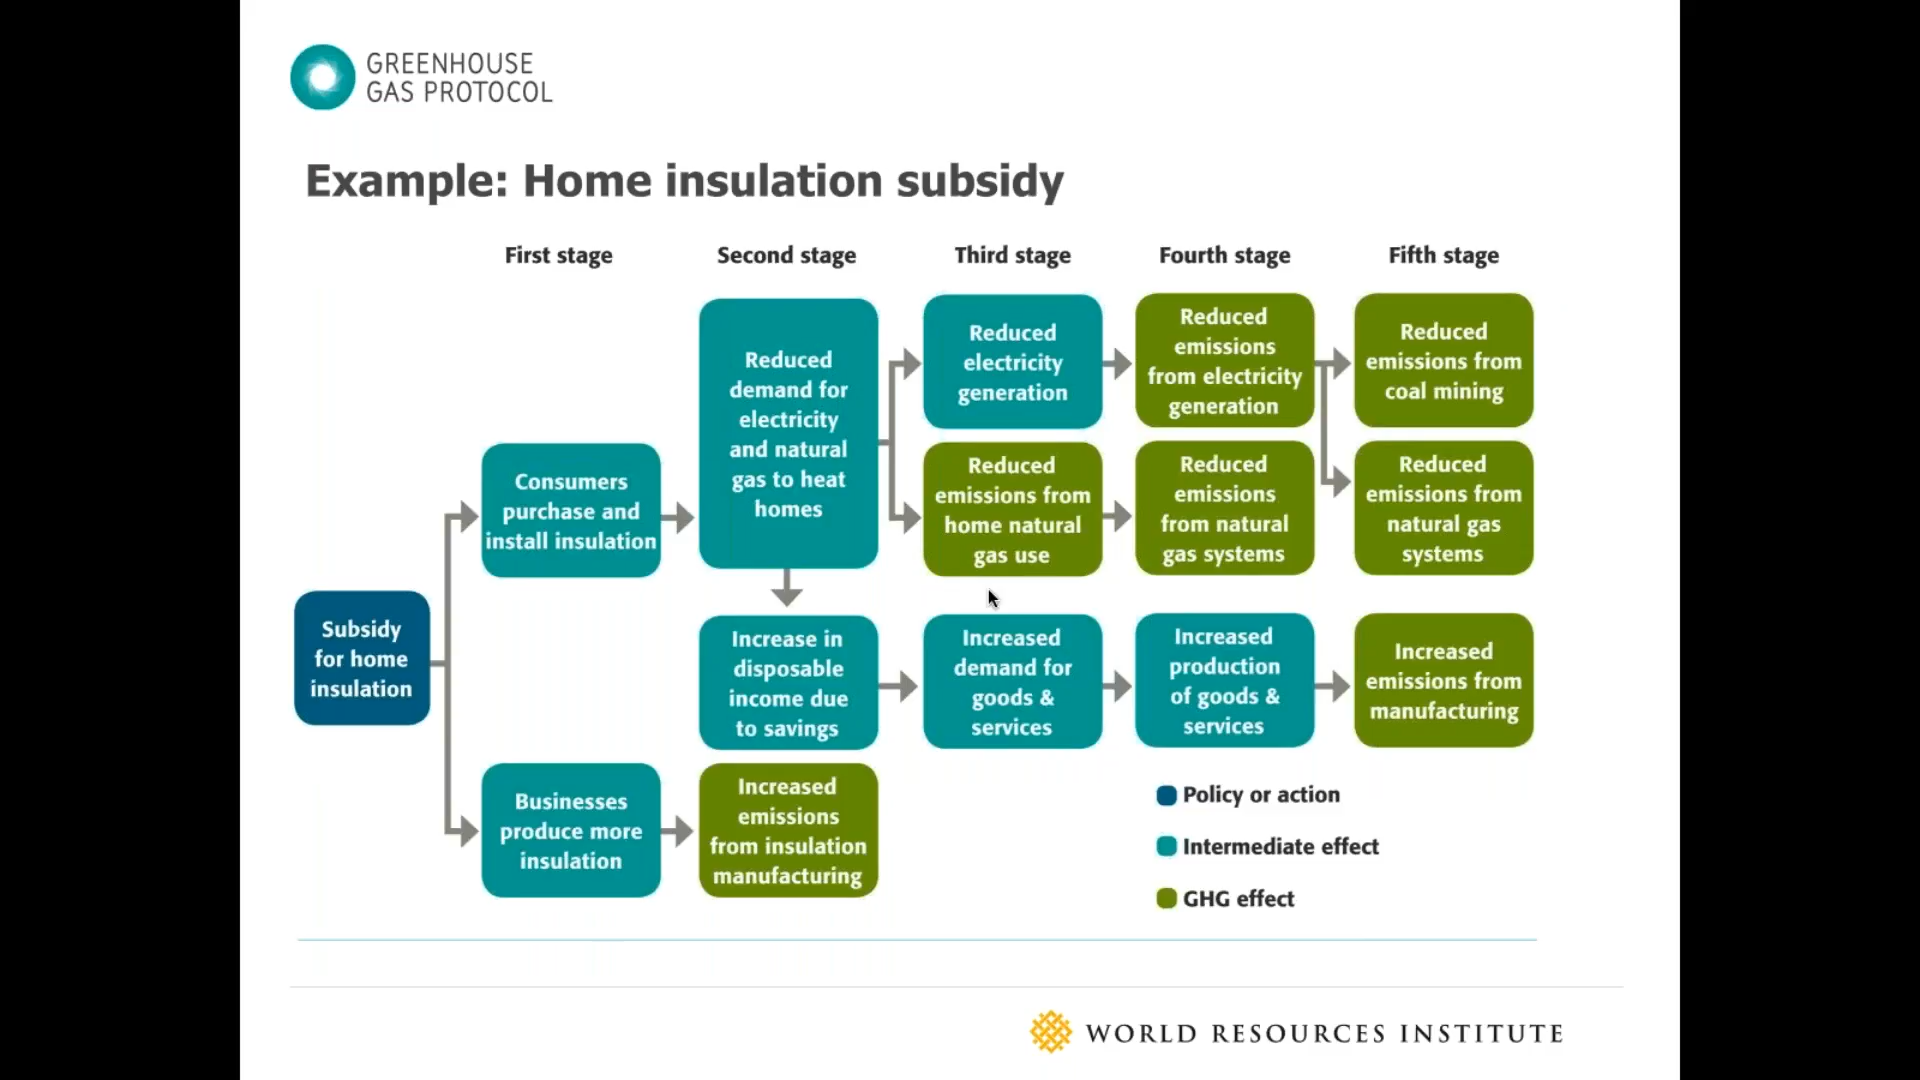 GREENHOUSE
GAS PROTOCOL
Example: Home insulation subsidy
First stage
Second stage
Third stage
Fourth stage
Fifth stage
Subsidy
for home
insulation
Consumers
purchase and
install insulation
Businesses
produce more
insulation
Reduced
demand for
electricity
and natural
gas to heat
homes
Increase in
disposable
income due
to savings
Increased
emissions
from insulation
manufacturing
Reduced
electricity
generation
Reduced
emissions from
home natural
gas use
Increased
demand for
goods &
services
Reduced
emissions
from electricity
generation
Reduced
emissions
from natural
gas systems
Increased
production
of goods &
services
Reduced
emissions from
coal mining
Reduced
emissions from
natural gas
systems
Increased
emissions from
manufacturing
Policy or action
Intermediate effect
GHG effect
WORLD RESOURCES INSTITUTE